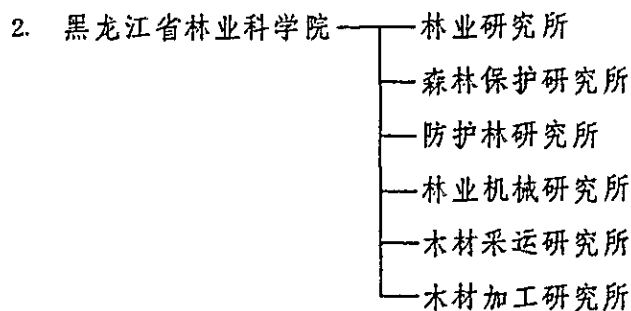 2. 黑龙江省林业科学院 林业研究所
森林保护研究所
防护林研究所
林业机械研究所
木材采运研究所
木材加工研究所